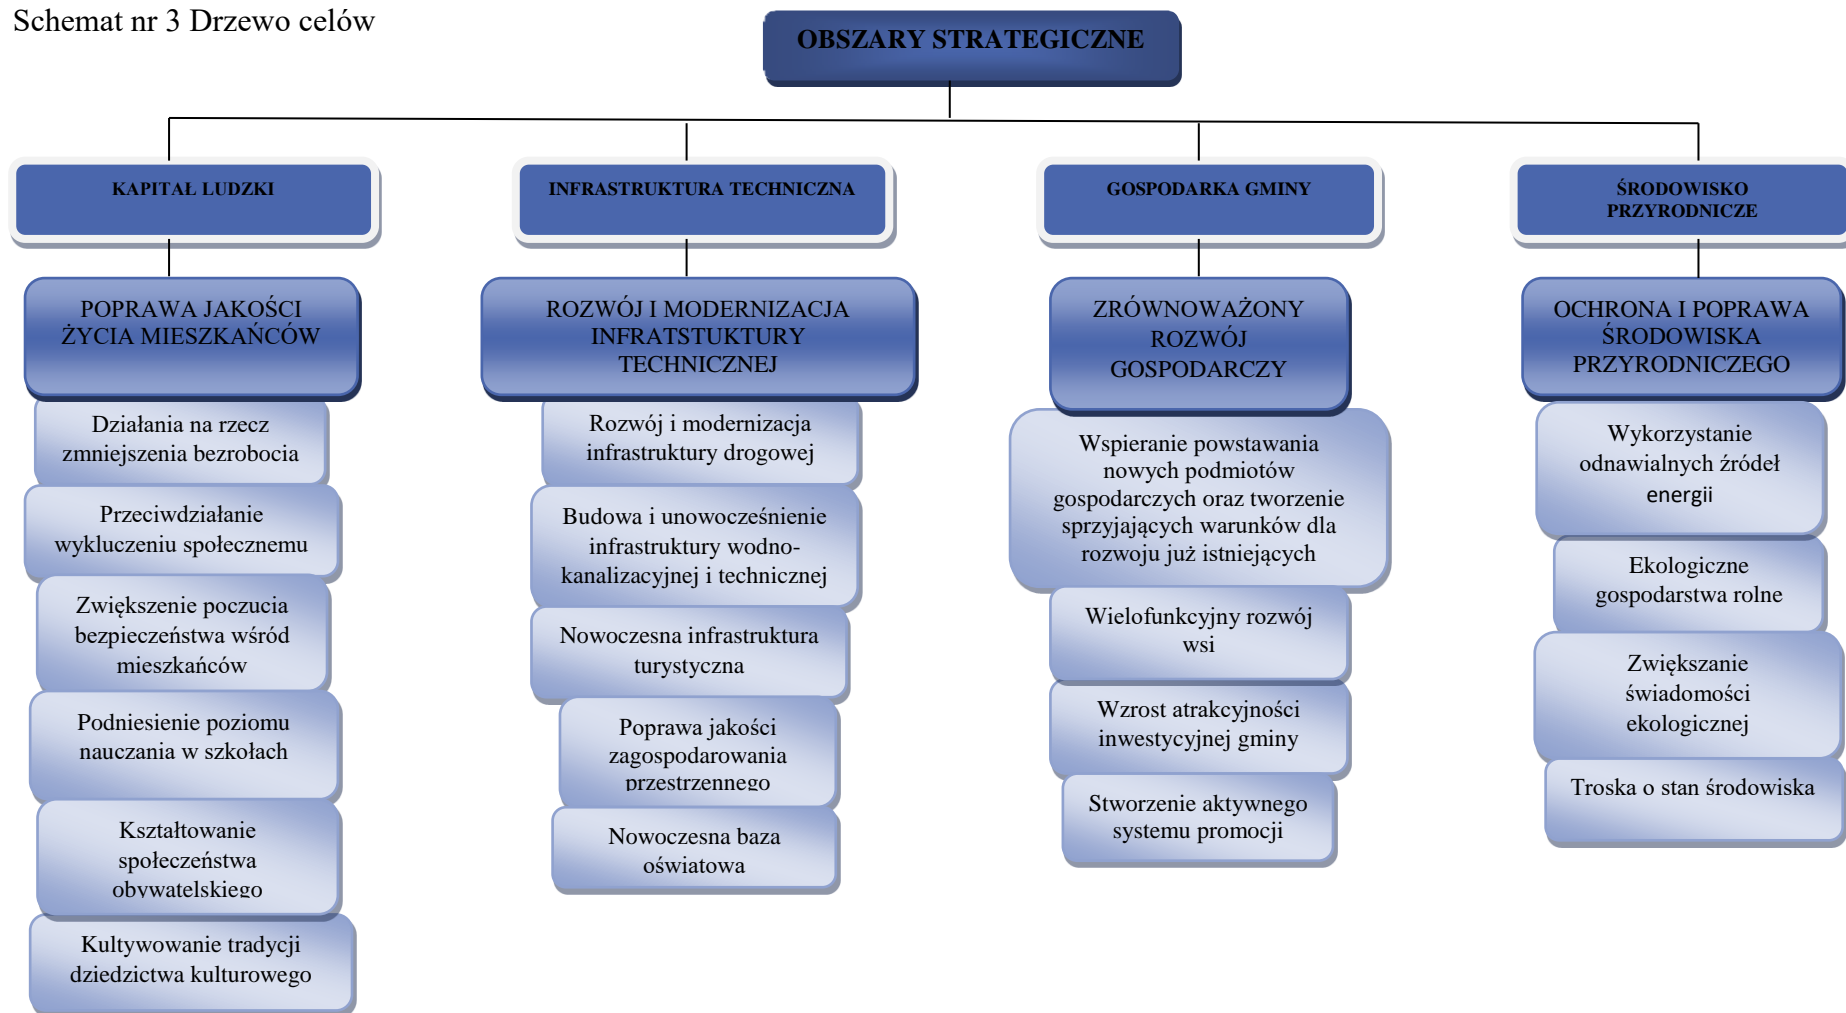 Schemat nr 3 Drzewo celów
OBSZARY STRATEGICZNE
KAPITAŁ LUDZKI
INFRASTRUKTURA TECHNICZNA
GOSPODARKA GMINY
ŚRODOWISKO
PRZYRODNICZE
POPRAWA JAKOŚCI
ŻYCIA MIESZKAŃCÓW
ROZWÓJ I MODERNIZACJA
INFRATSTUKTURY
TECHNICZNEJ
ZRÓWNOWAŻONY
ROZWÓJ
GOSPODARCZY
OCHRONA I POPRAWA
ŚRODOWISKA
PRZYRODNICZEGO
Działania na rzecz
zmniejszenia bezrobocia
Przeciwdziałanie
wykluczeniu społecznemu
Zwiększenie poczucia
bezpieczeństwa wśród
mieszkańców
Podniesienie poziomu
nauczania w szkołach
Kształtowanie
społeczeństwa
obywatelskiego
Kultywowanie tradycji
dziedzictwa kulturowego
Rozwój i modernizacja
infrastruktury drogowej
Budowa i unowocześnienie
infrastruktury wodno-
kanalizacyjnej i technicznej
Nowoczesna infrastruktura
turystyczna
Poprawa jakości
zagospodarowania
przestrzennego
Nowoczesna baza
oświatowa
Wspieranie powstawania
nowych podmiotów
gospodarczych oraz tworzenie
sprzyjających warunków dla
rozwoju już istniejących
Wielofunkcyjny rozwój
wsi
Wzrost atrakcyjności
inwestycyjnej gminy
Stworzenie aktywnego
systemu promocji
Wykorzystanie
odnawialnych źródeł
energii
Ekologiczne
gospodarstwa rolne
Zwiększanie
świadomości
ekologicznej
Troska o stan środowiska